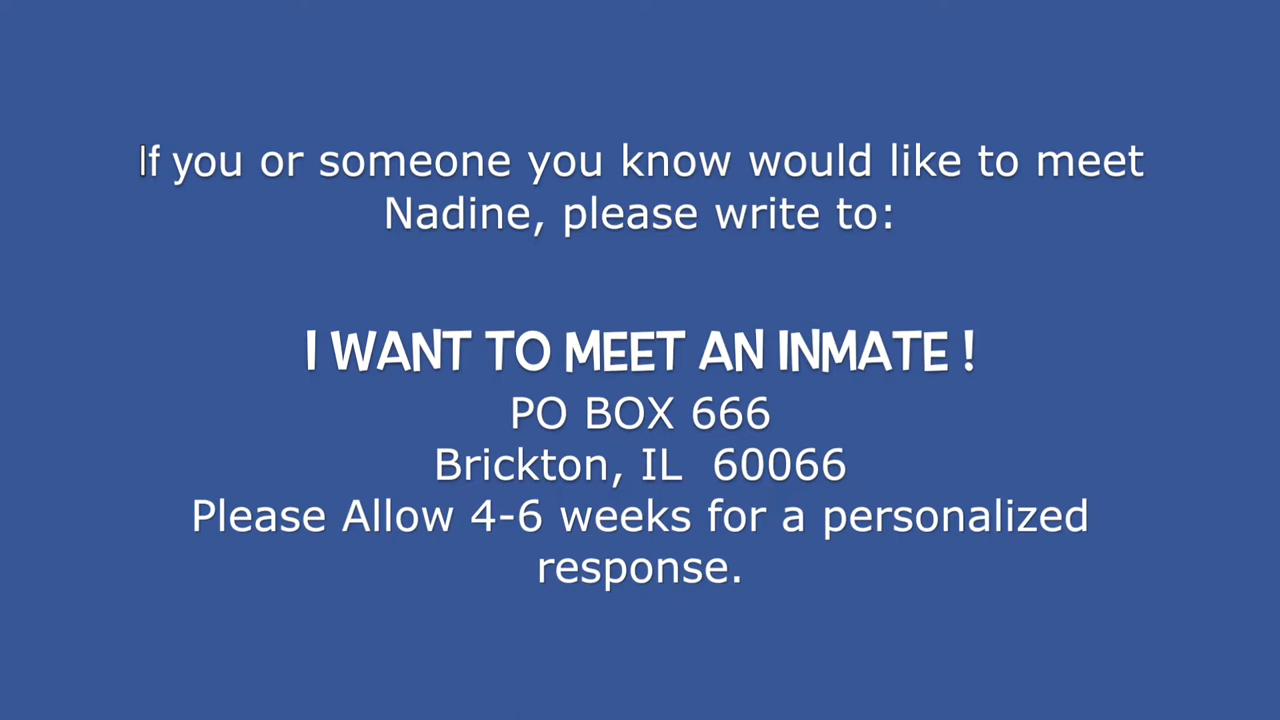 If you or someone you know would like to meet
Nadine, please write to:
I WANT TO MEET AN INMATE !
PO BOX 666
Brickton, IL  60066
Please Allow 4-6 weeks for a personalized
response.